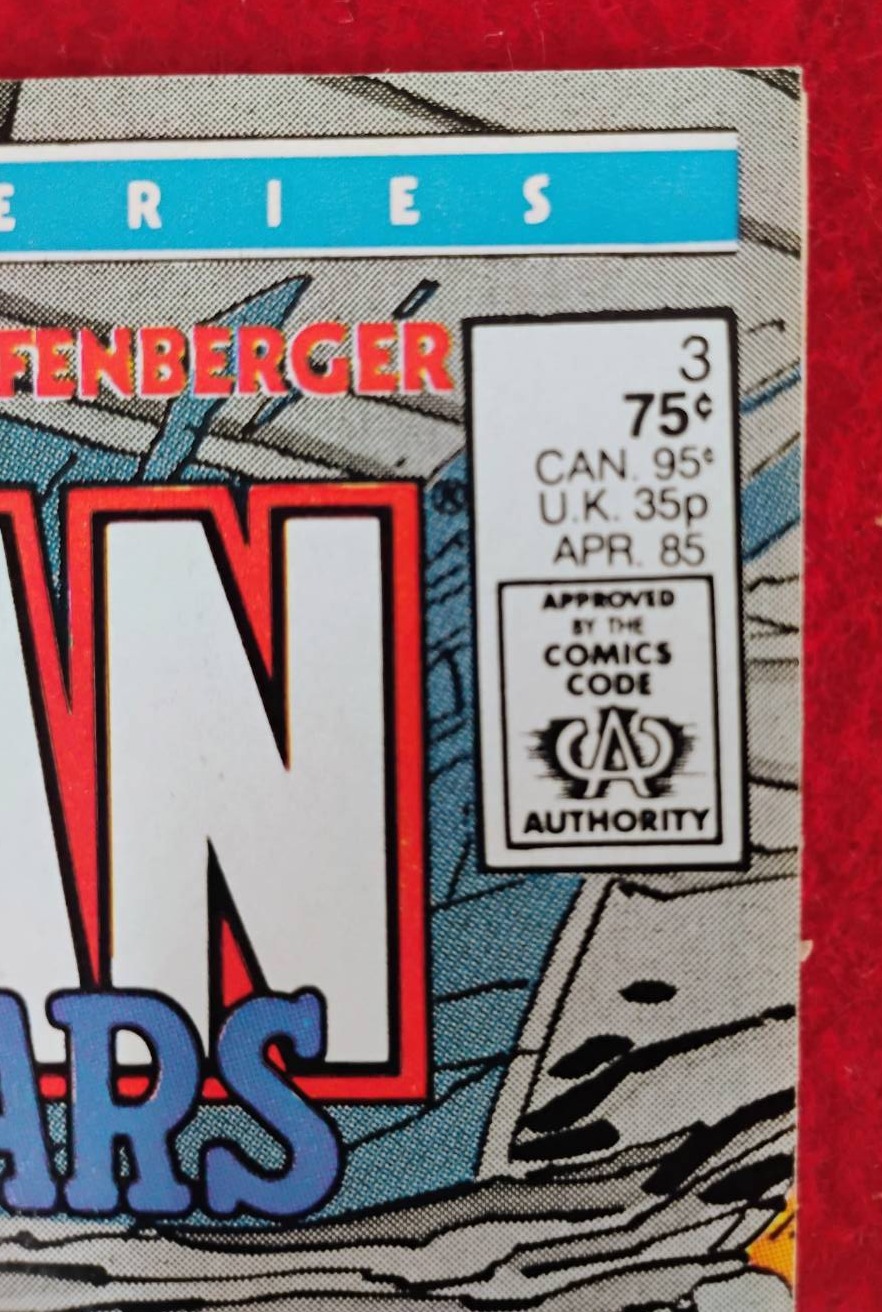 ERIES
FENBERGER
3
75¢
CAN. 95¢
U.K. 35p
APR. 85
AN
®
APPROVED
BY THE
COMICS
CODE
CA
AUTHORITY
ARS